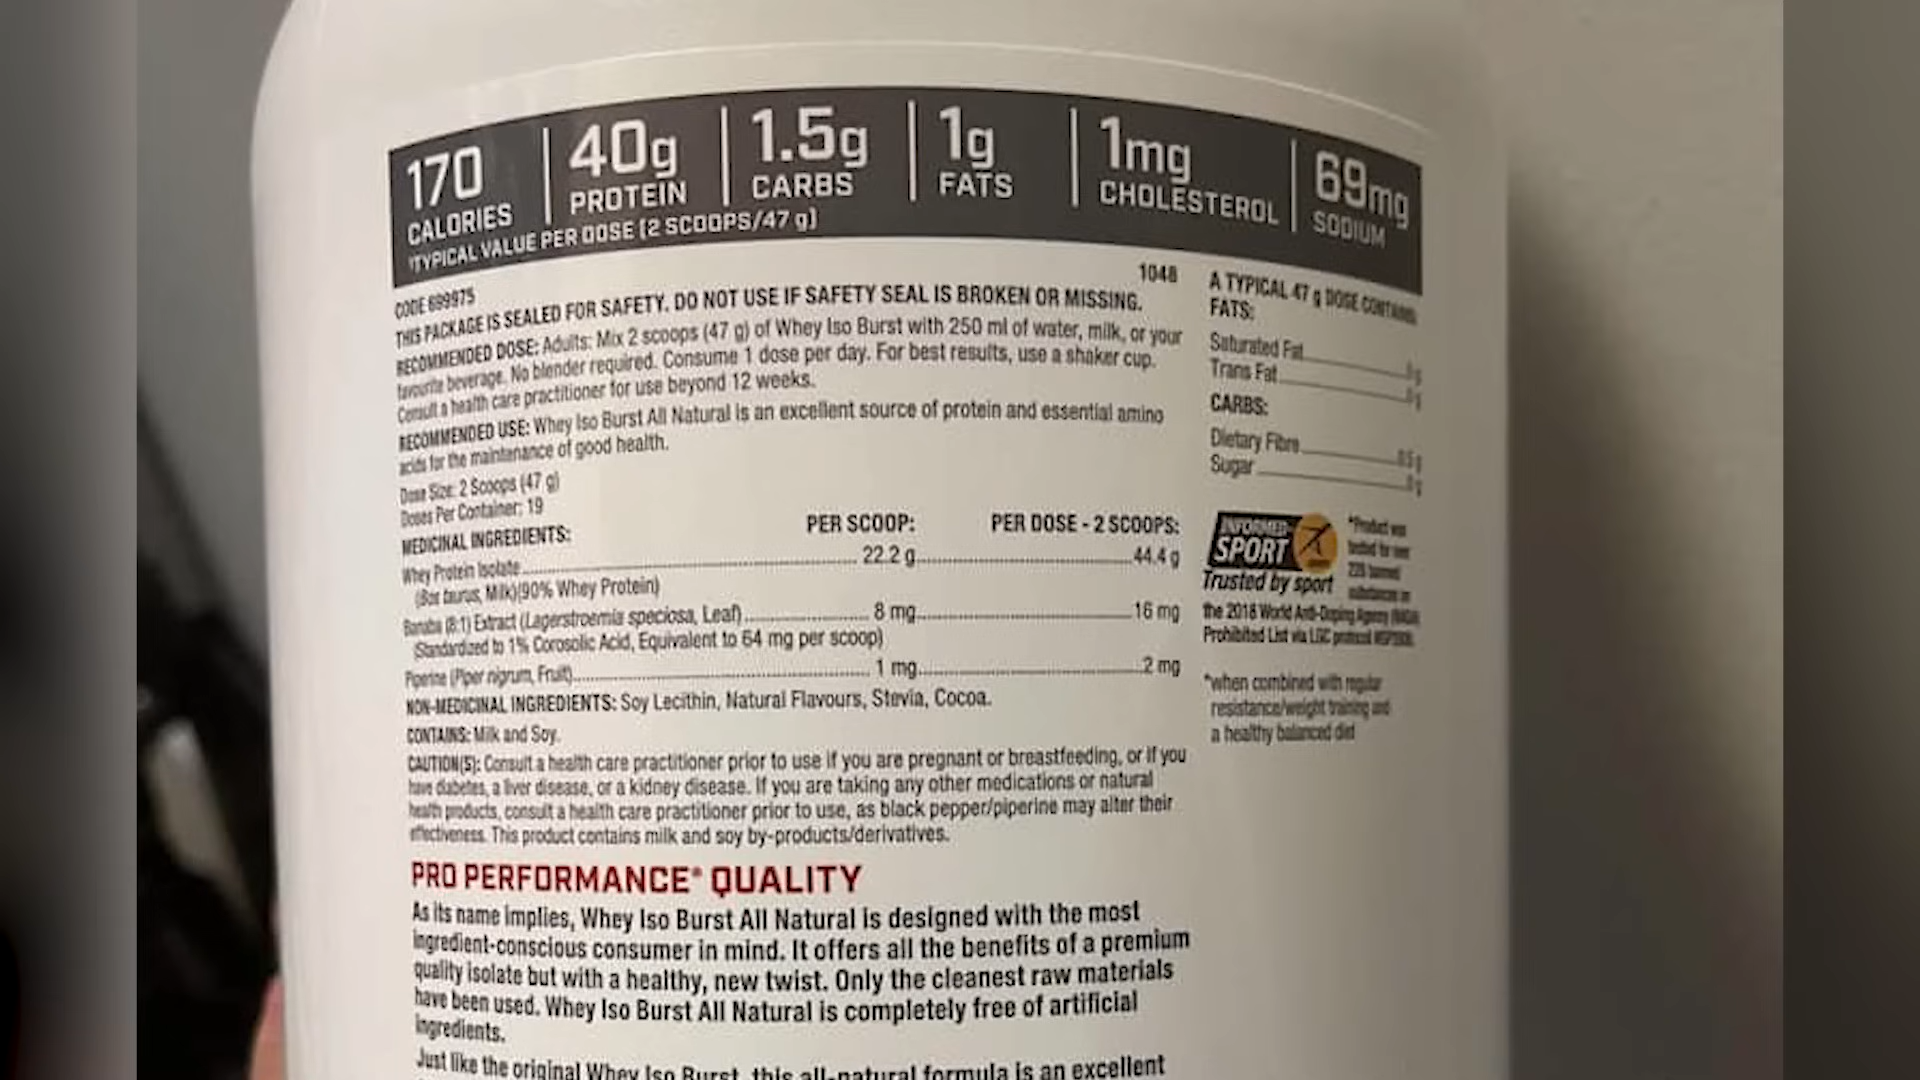 170
CALORIES
40g
PROTEIN
1.5g
CARBS
1g
FATS
1mg
CHOLESTEROL
69mg
SODIUM
TYPICAL VALUE PER DOSE (2 SCOOPS/47 g)
CODE 699975
1048
THIS PACKAGE IS SEALED FOR SAFETY. DO NOT USE IF SAFETY SEAL IS BROKEN OR MISSING.
RECOMMENDED DOSE: Adults: Mix 2 scoops (47 g) of Whey Iso Burst with 250 ml of water, milk, or your
favourite beverage. No blender required. Consume 1 dose per day. For best results, use a shaker cup.
Consult a health care practitioner for use beyond 12 weeks.
RECOMMENDED USE: Whey Iso Burst All Natural is an excellent source of protein and essential amino
acids for the maintenance of good health.
Dose Size: 2 Scoops (47 g)
Doses Per Container: 19
MEDICINAL INGREDIENTS: PER SCOOP: PER DOSE - 2 SCOOPS:
Whey Protein Isolate 22.2 g 44.4 g
(Bos taurus, Milk)(90% Whey Protein)
Banaba (8:1) Extract (Lagerstroemia speciosa, Leaf) 8 mg 16 mg
(Standardized to 1% Corosolic Acid, Equivalent to 64 mg per scoop)
Piperine (Piper nigrum, Fruit) 1 mg 2 mg
NON-MEDICINAL INGREDIENTS: Soy Lecithin, Natural Flavours, Stevia, Cocoa.
CONTAINS: Milk and Soy.
CAUTION(S): Consult a health care practitioner prior to use if you are pregnant or breastfeeding, or if you
have diabetes, a liver disease, or a kidney disease. If you are taking any other medications or natural
health products, consult a health care practitioner prior to use, as black pepper/piperine may alter their
effectiveness. This product contains milk and soy by-products/derivatives.
PRO PERFORMANCE® QUALITY
As its name implies, Whey Iso Burst All Natural is designed with the most
ingredient-conscious consumer in mind. It offers all the benefits of a premium
quality isolate but with a healthy, new twist. Only the cleanest raw materials
have been used. Whey Iso Burst All Natural is completely free of artificial
ingredients.
Just like the original Whey Iso Burst, this all-natural formula is an excellent
A TYPICAL 47 g DOSE CONTAINS
FATS:
Saturated Fat
Trans Fat
CARBS:
Dietary Fibre 0.5 g
Sugar
INFORMED-
SPORT
Trusted by sport
*Product was
tested for over
banned
substances in
the 2018 World Anti-Doping Agency
Prohibited List via LGC protocol
*when combined with regular
resistance/weight training and
a healthy balanced diet